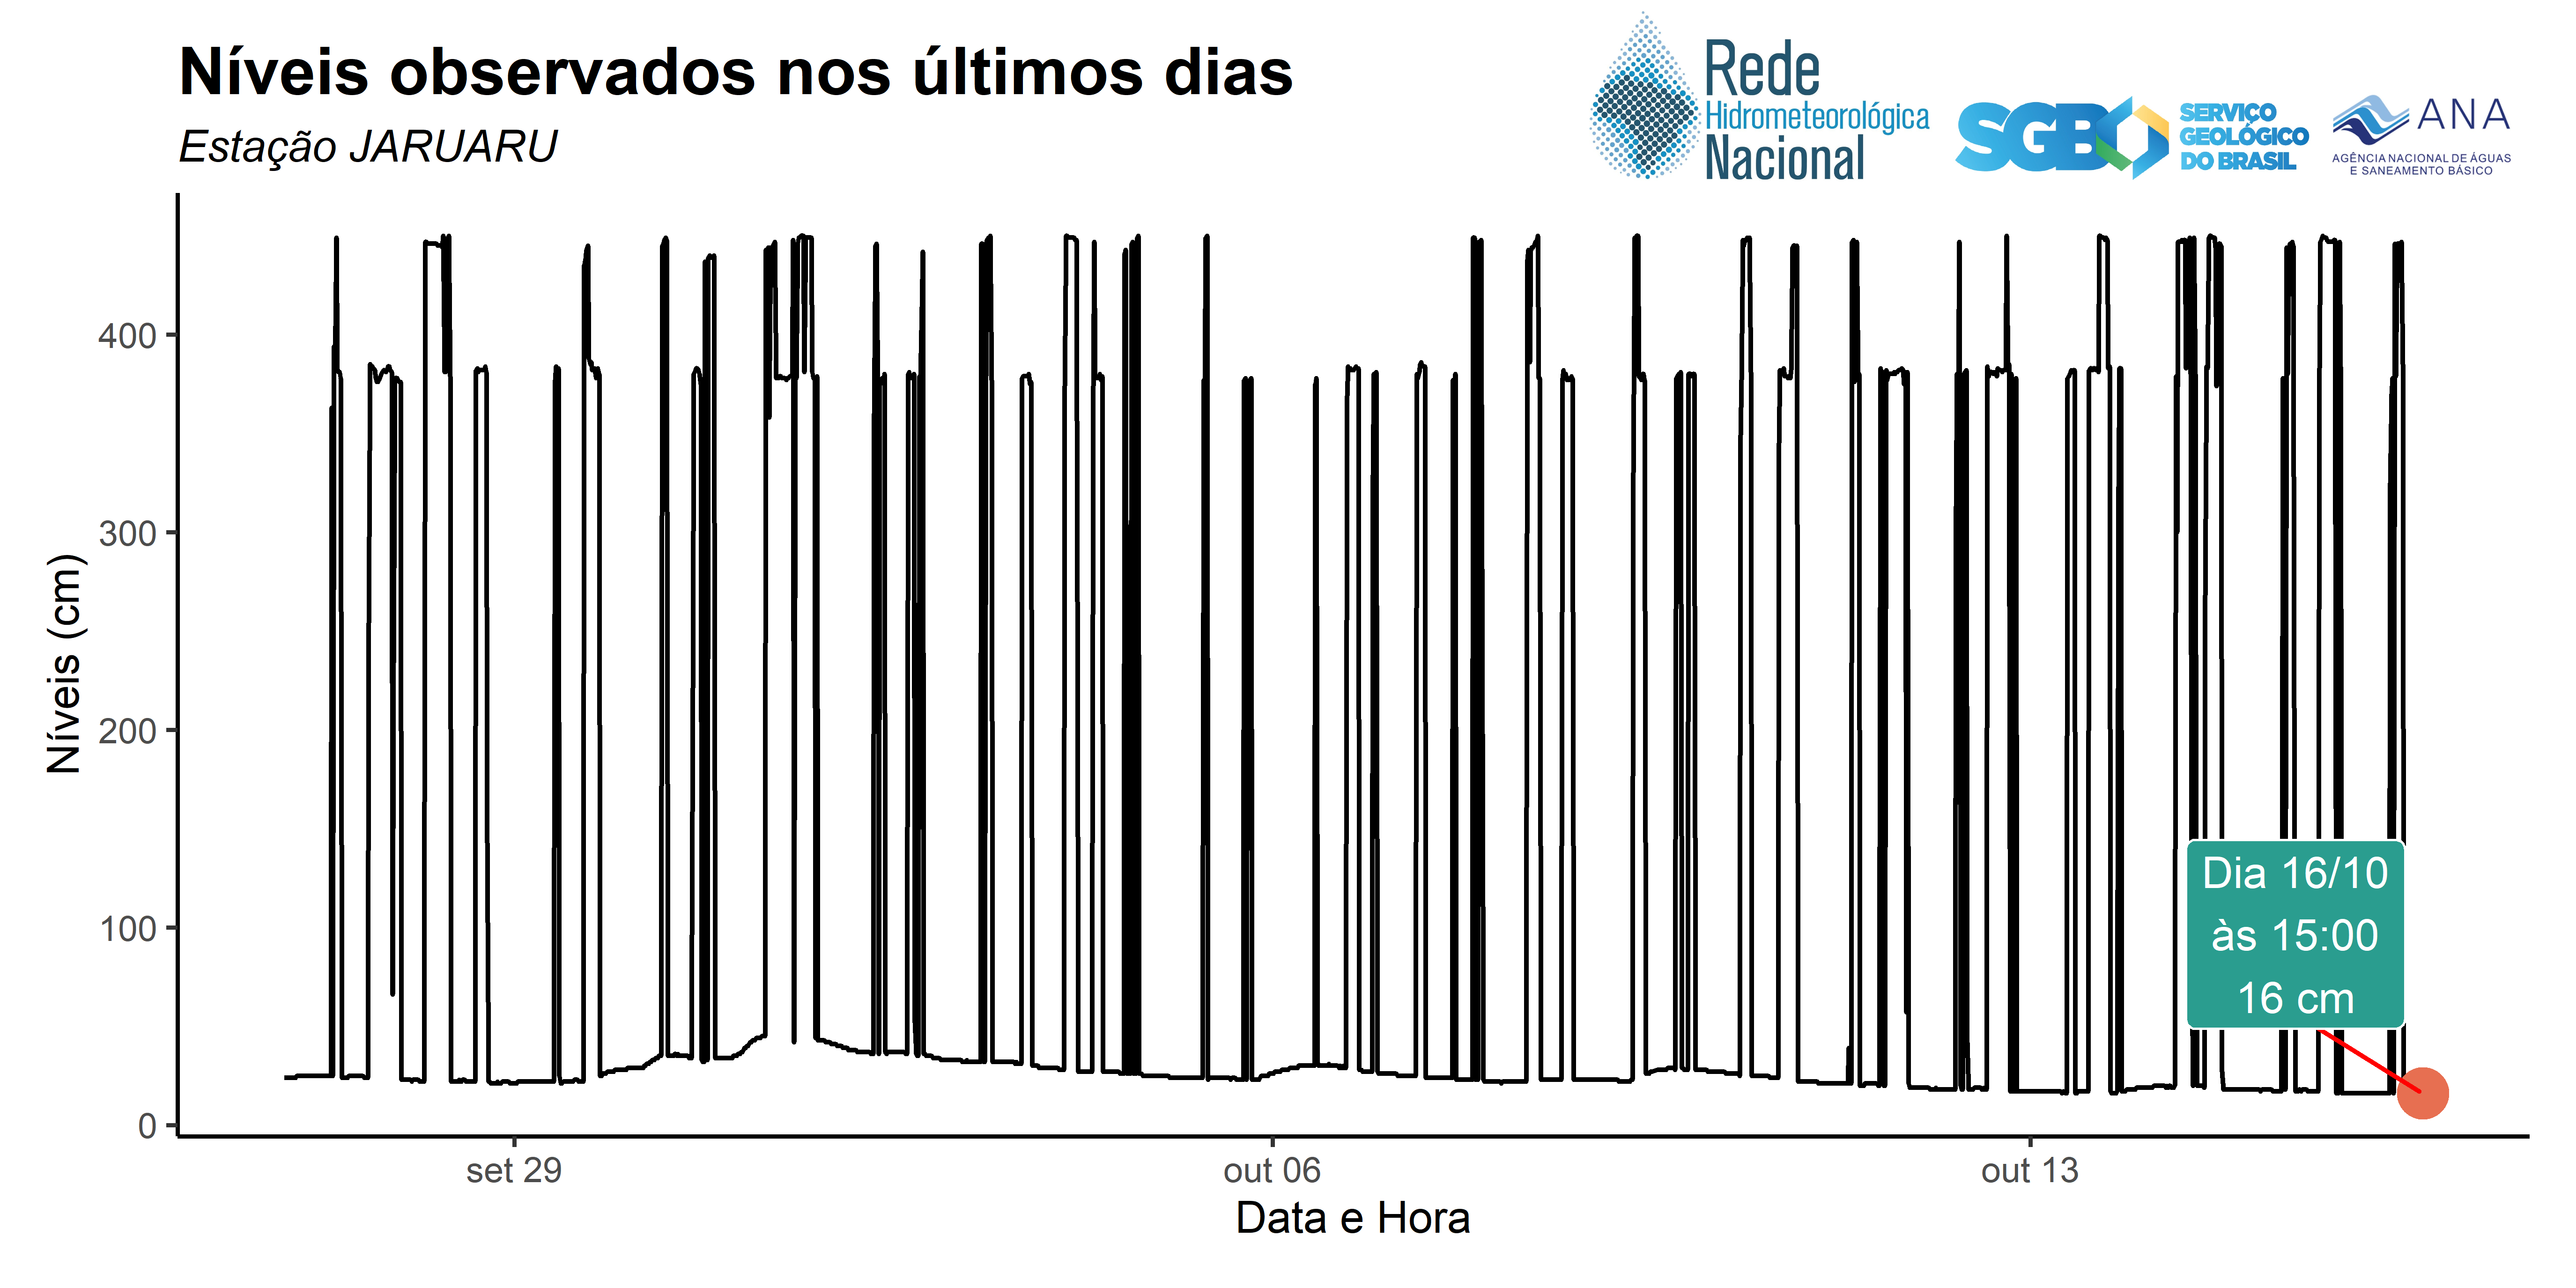 Níveis observados nos últimos dias
Estação JARUARU
Rede
Hidrometeorológica
Nacional
SGB
SERVIÇO
GEOLÓGICO
DO BRASIL
ANA
AGÊNCIA NACIONAL DE ÁGUAS
E SANEAMENTO BÁSICO
Níveis (cm)
400
300
200
100
0
Dia 16/10
às 15:00
16 cm
set 29
out 06
out 13
Data e Hora